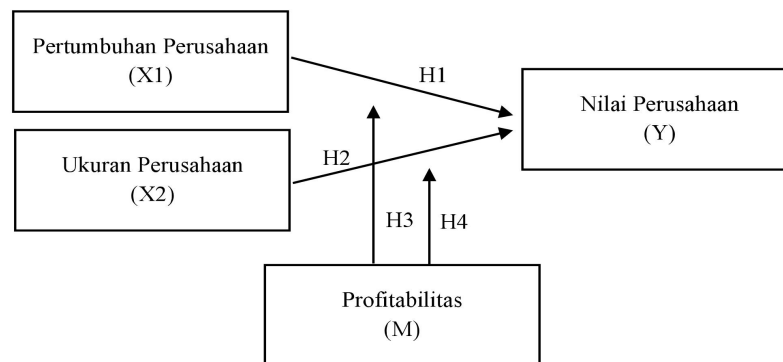 Pertumbuhan Perusahaan
(X1)
H1
Nilai Perusahaan
(Y)
Ukuran Perusahaan
(X2)
H2
H3
H4
Profitabilitas
(M)